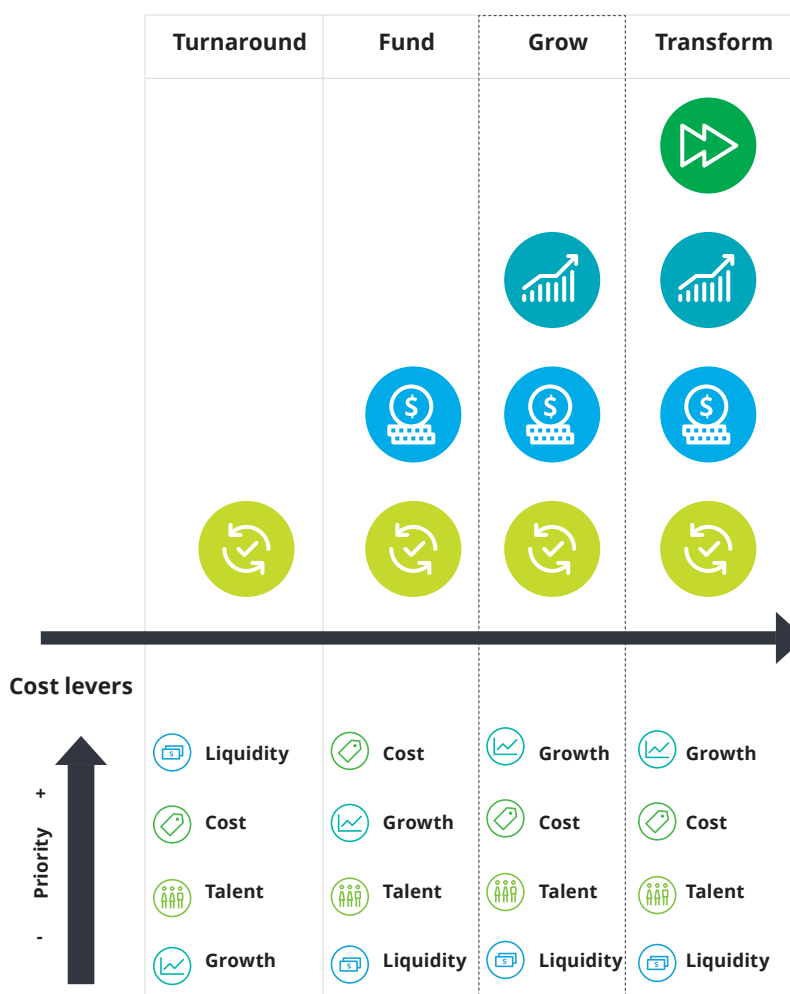 Turnaround Fund Grow Transform
$ $ $
Cost levers
Liquidity Cost Growth Growth
Cost Growth Cost Cost
Talent Talent Talent Talent
Growth Liquidity Liquidity Liquidity
- Priority +